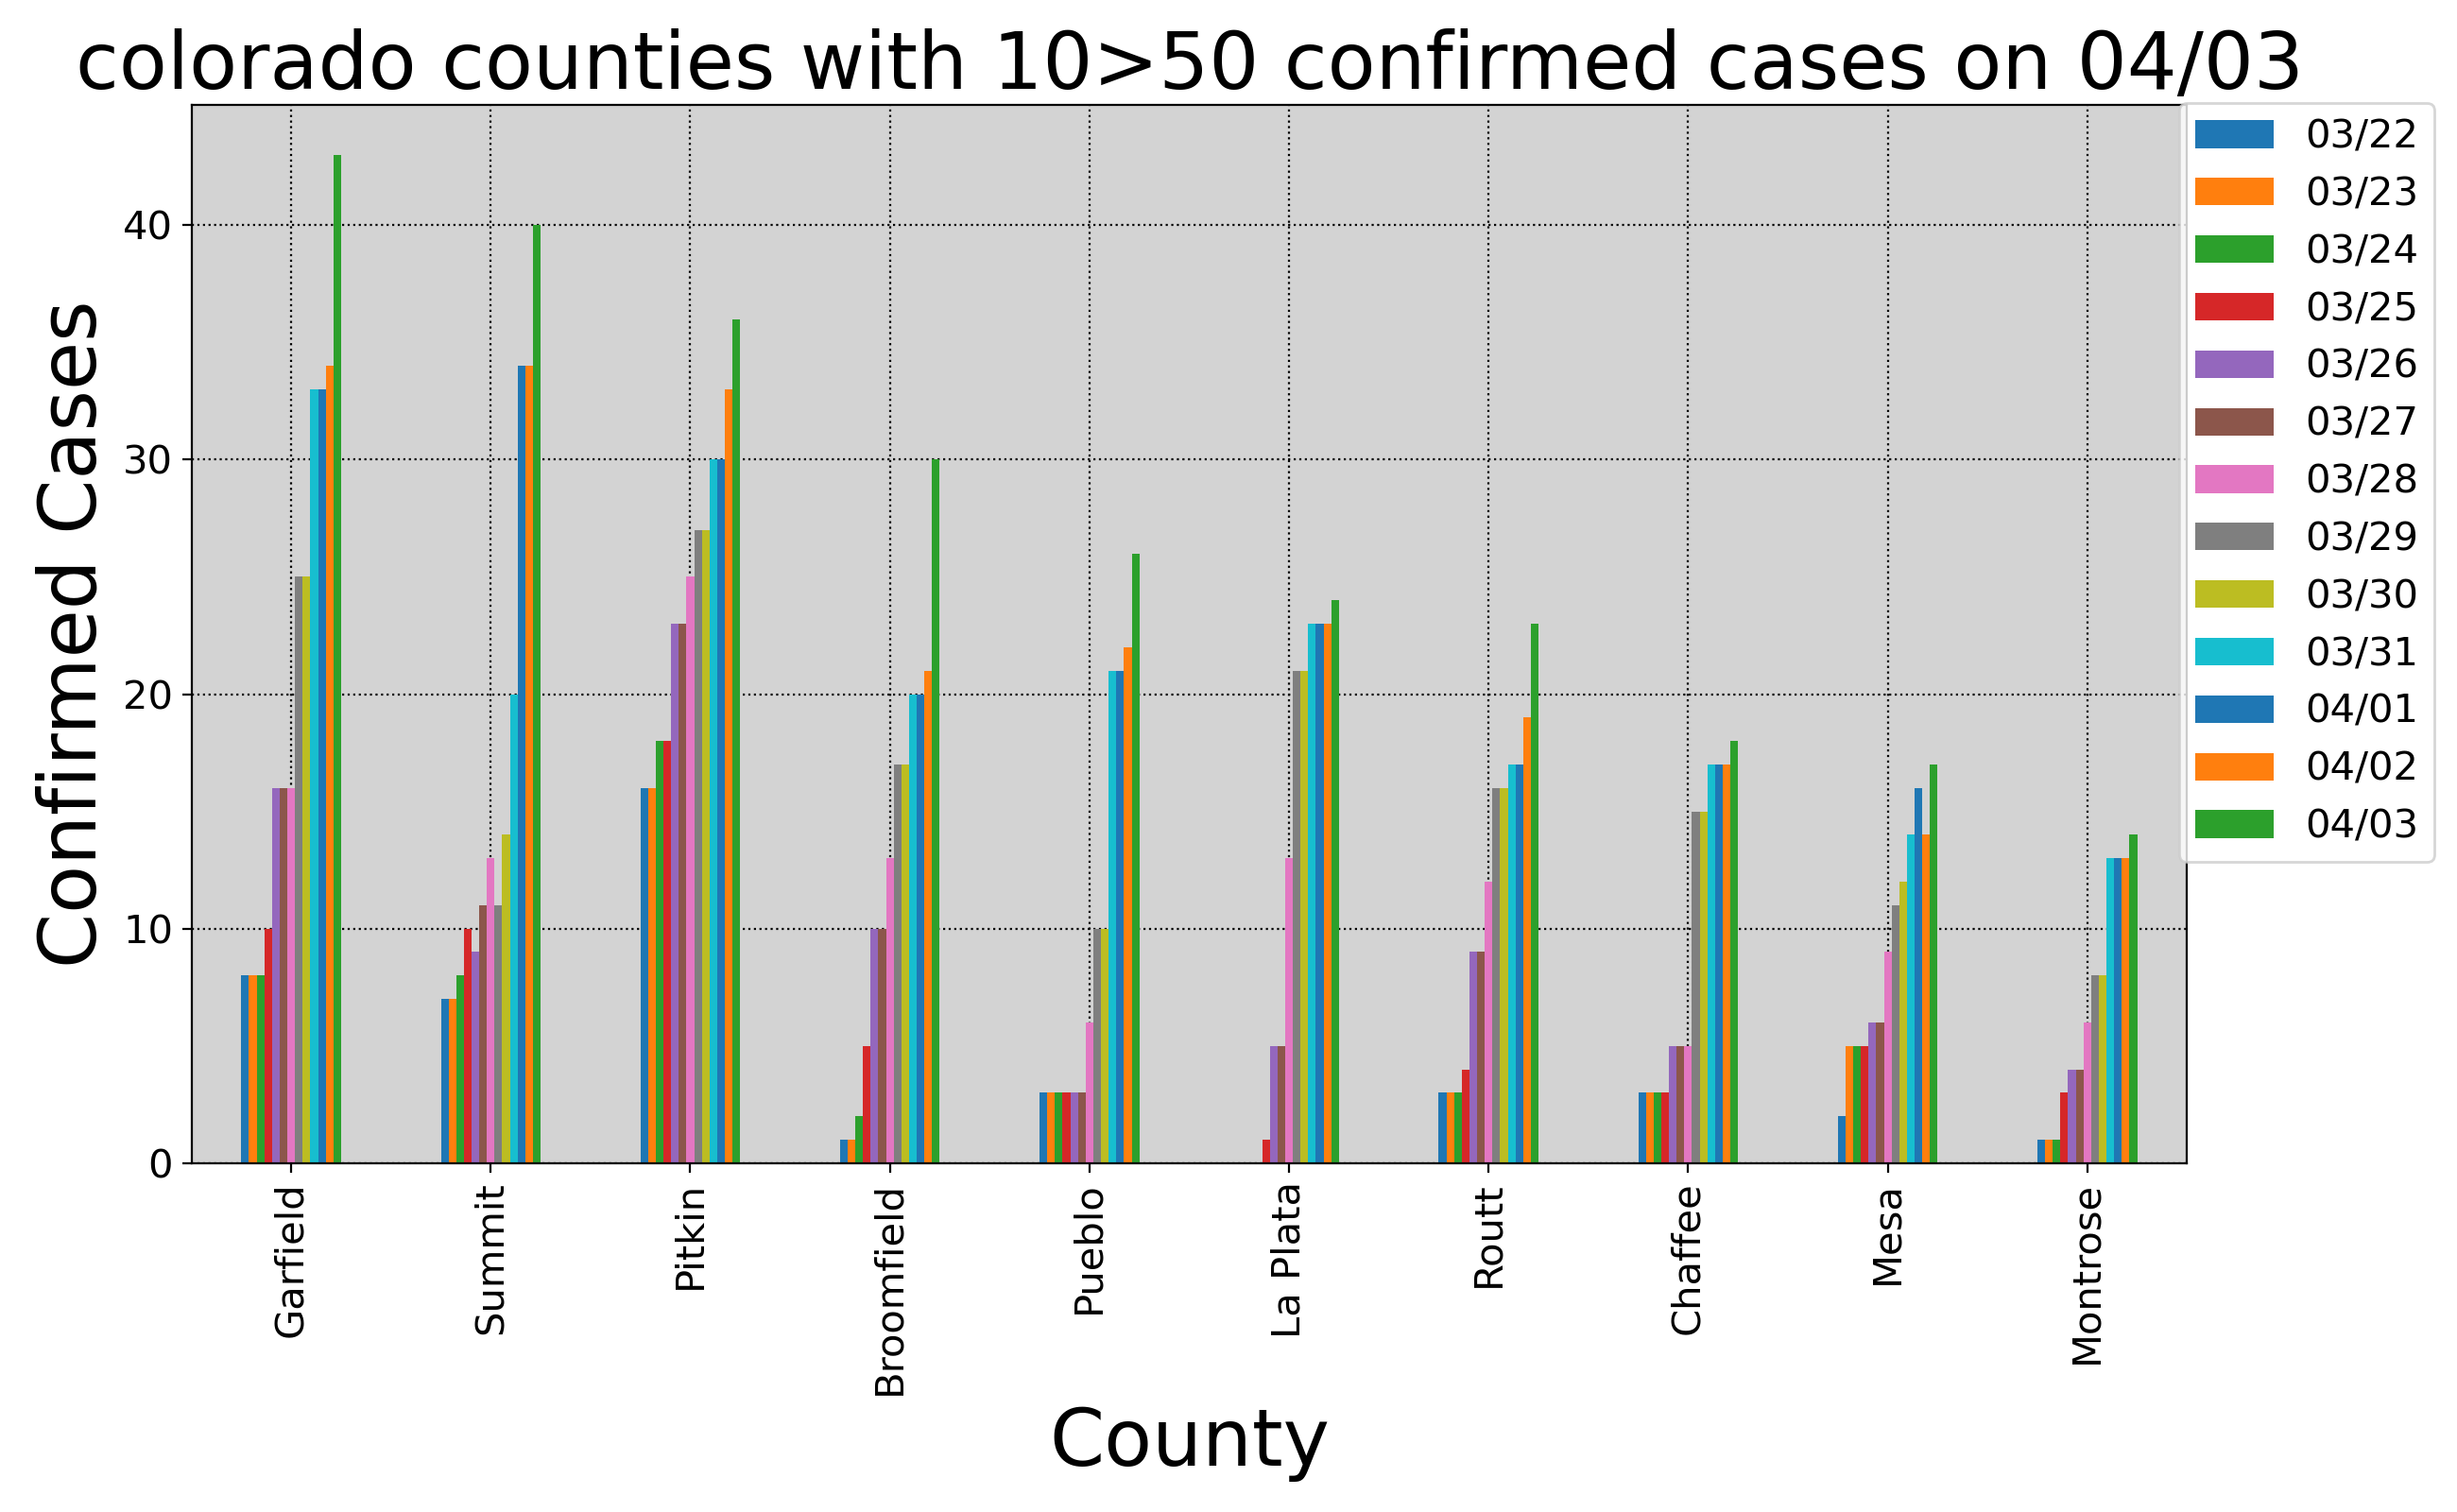 colorado counties with 10>50 confirmed cases on 04/03
Confirmed Cases
40
30
20
10
0
03/22
03/23
03/24
03/25
03/26
03/27
03/28
03/29
03/30
03/31
04/01
04/02
04/03
Garfield
Summit
Pitkin
Broomfield
Pueblo
La Plata
Routt
Chaffee
Mesa
Montrose
County